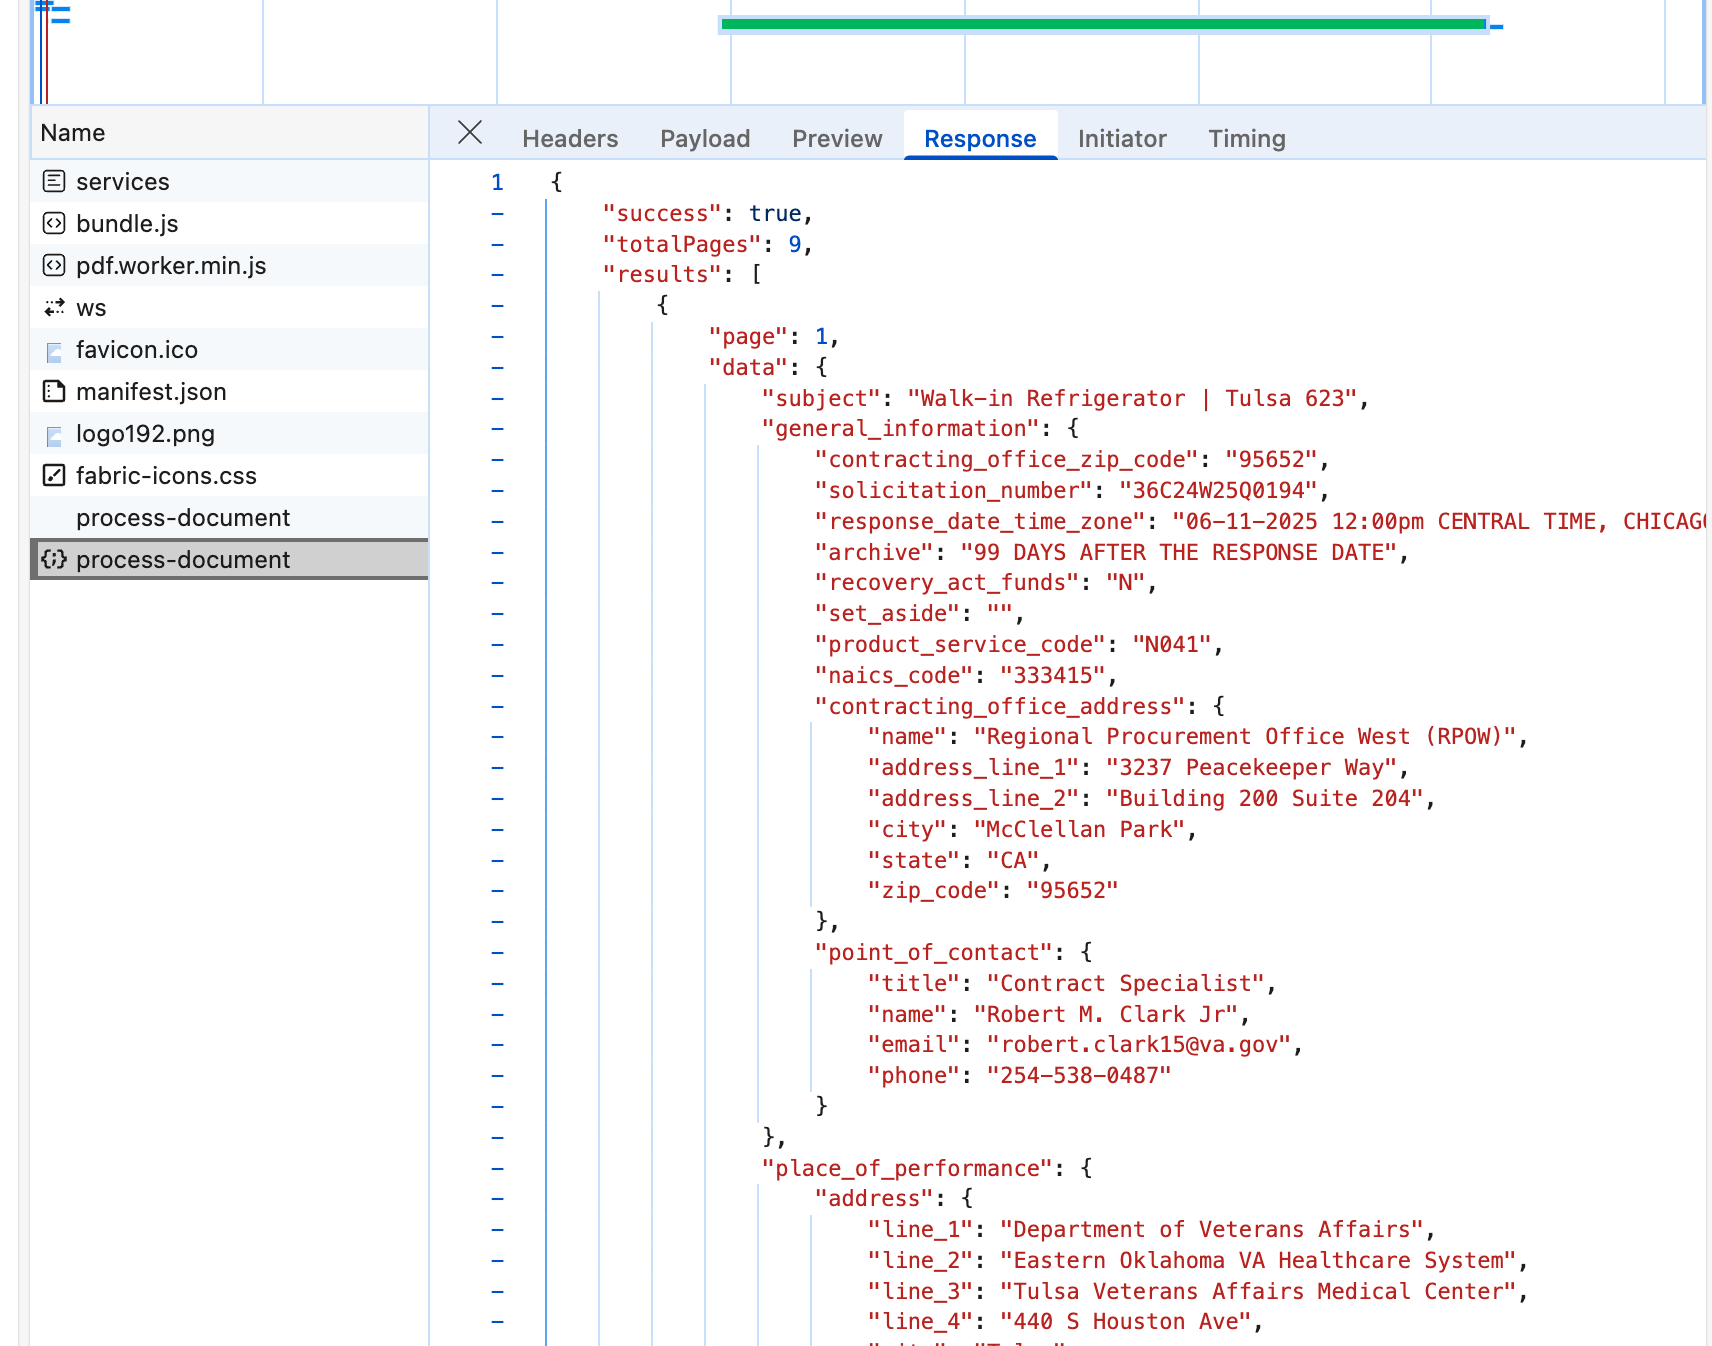 Name
services
bundle.js
pdf.worker.min.js
ws
favicon.ico
manifest.json
logo192.png
fabric-icons.css
process-document
process-document
Headers Payload Preview Response Initiator Timing
1 {
"success": true,
"totalPages": 9,
"results": [
{
"page": 1,
"data": {
"subject": "Walk-in Refrigerator | Tulsa 623",
"general_information": {
"contracting_office_zip_code": "95652",
"solicitation_number": "36C24W25Q0194",
"response_date_time_zone": "06-11-2025 12:00pm CENTRAL TIME, CHICAGO
"archive": "99 DAYS AFTER THE RESPONSE DATE",
"recovery_act_funds": "N",
"set_aside": "",
"product_service_code": "N041",
"naics_code": "333415",
"contracting_office_address": {
"name": "Regional Procurement Office West (RPOW)",
"address_line_1": "3237 Peacekeeper Way",
"address_line_2": "Building 200 Suite 204",
"city": "McClellan Park",
"state": "CA",
"zip_code": "95652"
},
"point_of_contact": {
"title": "Contract Specialist",
"name": "Robert M. Clark Jr",
"email": "robert.clark15@va.gov",
"phone": "254-538-0487"
}
},
"place_of_performance": {
"address": {
"line_1": "Department of Veterans Affairs",
"line_2": "Eastern Oklahoma VA Healthcare System",
"line_3": "Tulsa Veterans Affairs Medical Center",
"line_4": "440 S Houston Ave",